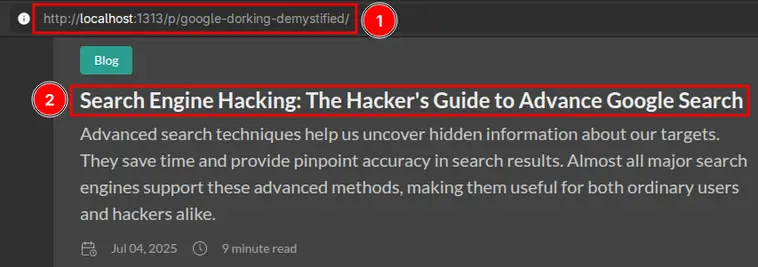 http://localhost:1313/p/google-dorking-demystified/
1
Blog
2
Search Engine Hacking: The Hacker's Guide to Advance Google Search
Advanced search techniques help us uncover hidden information about our targets.
They save time and provide pinpoint accuracy in search results. Almost all major search
engines support these advanced methods, making them useful for both ordinary users
and hackers alike.
Jul 04, 2025 9 minute read